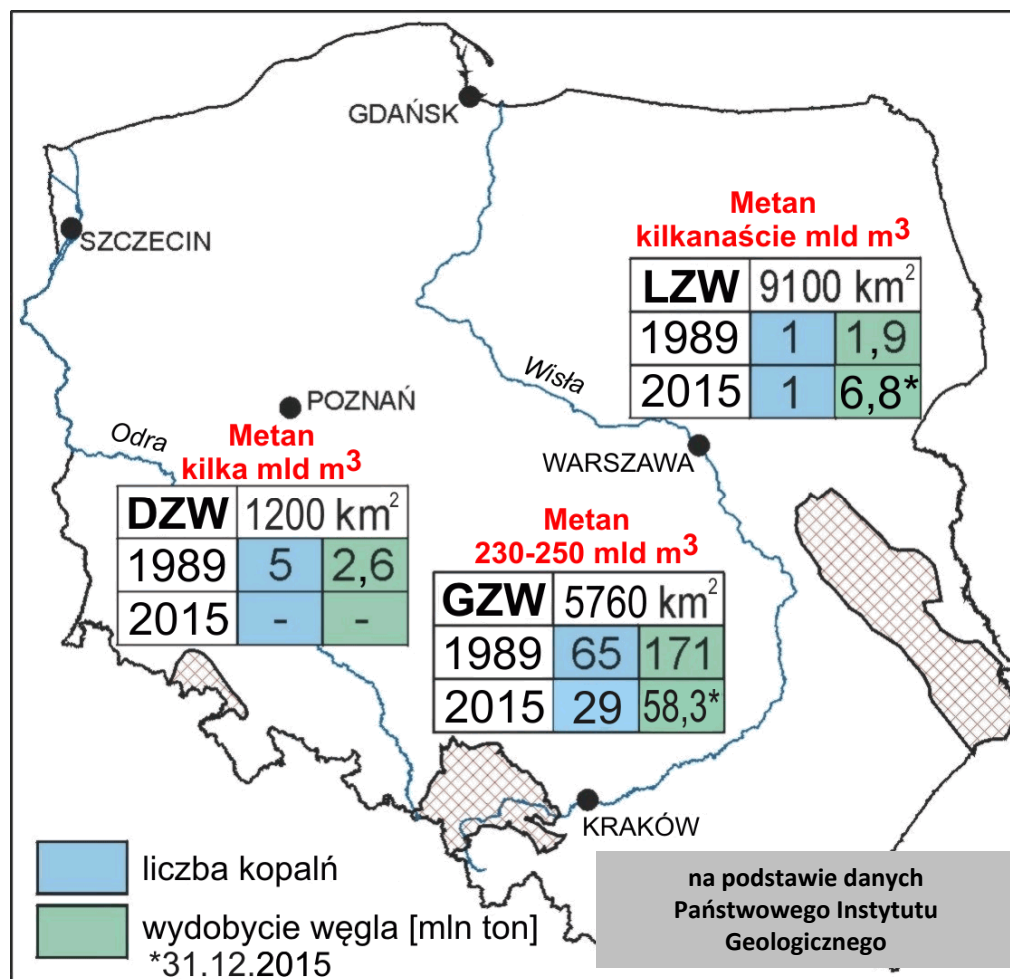 GDAŃSK
SZCZECIN
Metan
kilkanaście mld m³
LZW 9100 km²
1989 1 1,9
2015 1 6,8*
Wisła
POZNAŃ
Odra
Metan
kilka mld m³
WARSZAWA
DZW 1200 km²
1989 5 2,6
2015 - -
Metan
230-250 mld m³
GZW 5760 km²
1989 65 171
2015 29 58,3*
KRAKÓW
liczba kopalń
wydobycie węgla [mln ton]
*31.12.2015
na podstawie danych
Państwowego Instytutu
Geologicznego